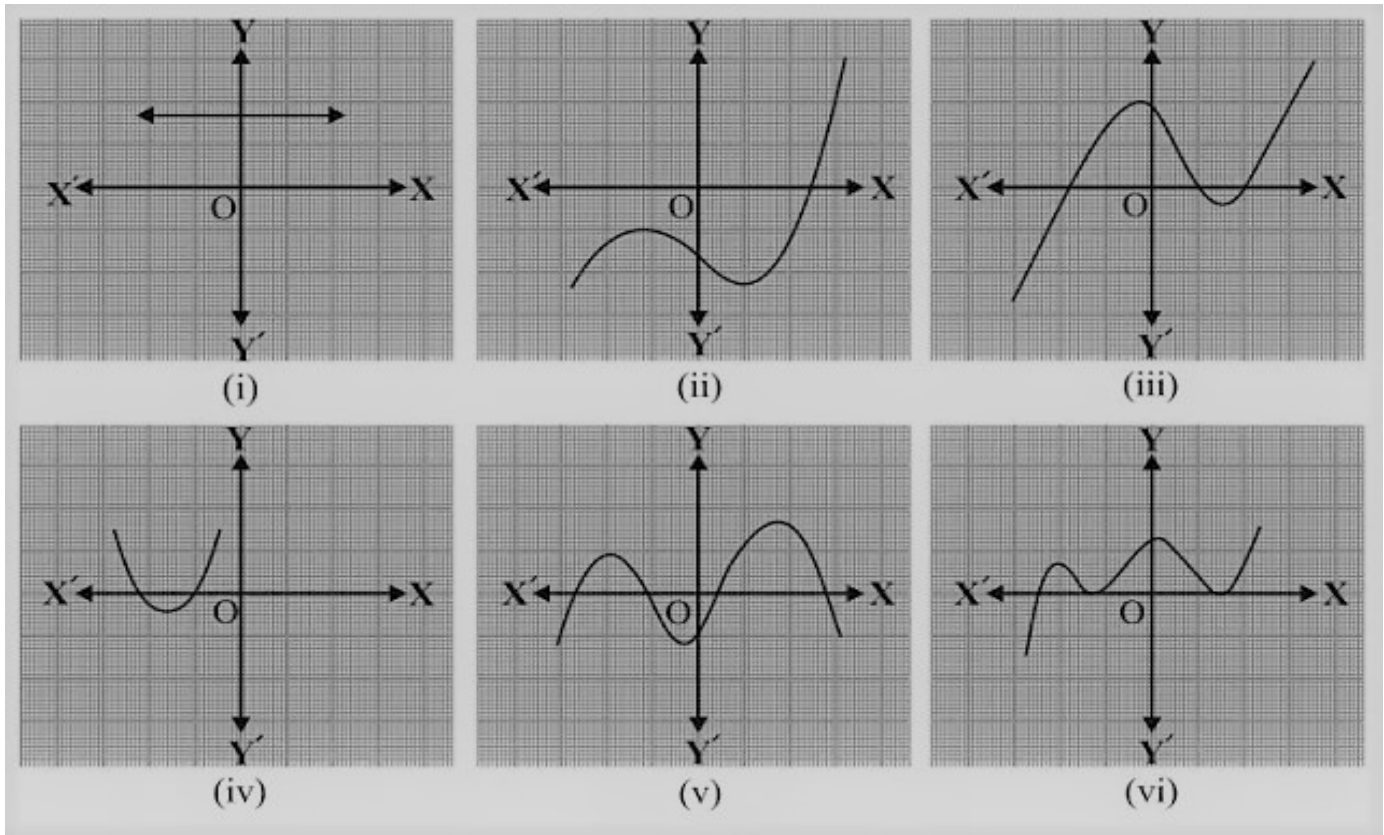 Y
X′ O X
Y′
(i)
Y
X′ O X
Y′
(ii)
Y
X′ O X
Y′
(iii)
Y
X′ O X
Y′
(iv)
Y
X′ O X
Y′
(v)
Y
X′ O X
Y′
(vi)